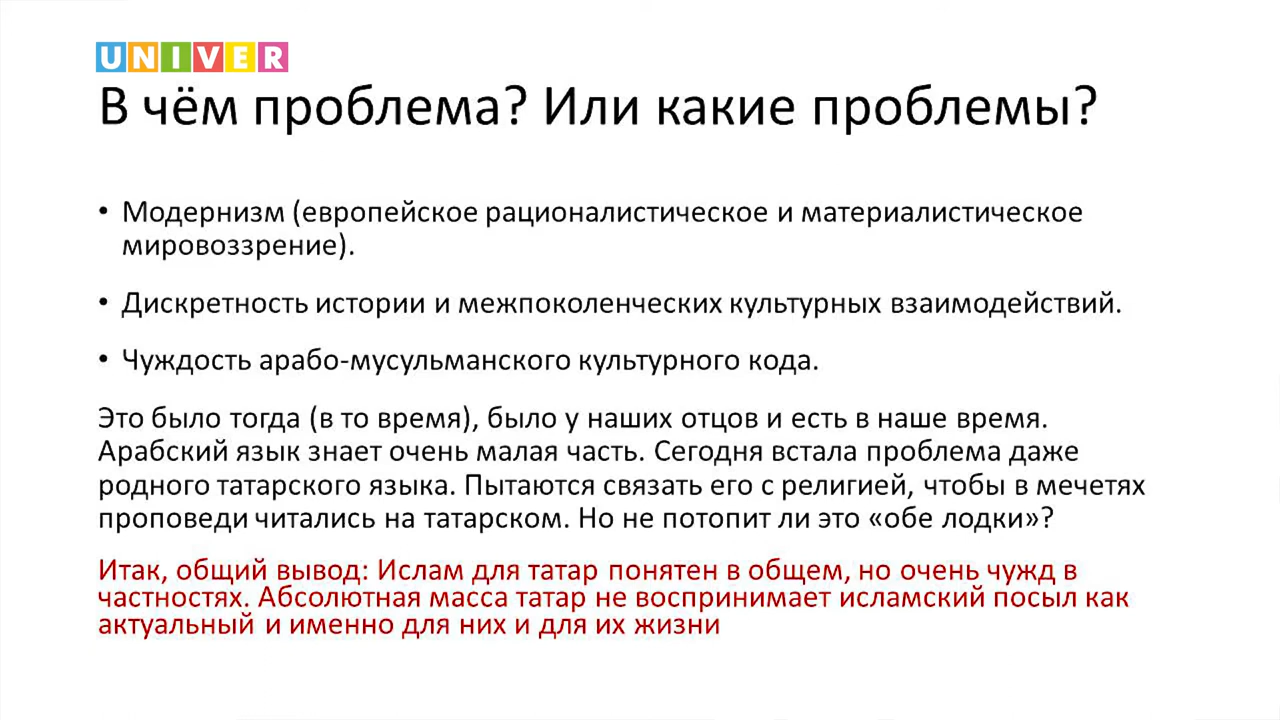 UNIVER
В чём проблема? Или какие проблемы?
• Модернизм (европейское рационалистическое и материалистическое
мировоззрение).
• Дискретность истории и межпоколенческих культурных взаимодействий.
• Чуждость арабо-мусульманского культурного кода.
Это было тогда (в то время), было у наших отцов и есть в наше время.
Арабский язык знает очень малая часть. Сегодня встала проблема даже
родного татарского языка. Пытаются связать его с религией, чтобы в мечетях
проповеди читались на татарском. Но не потопит ли это «обе лодки»?
Итак, общий вывод: Ислам для татар понятен в общем, но очень чужд в
частностях. Абсолютная масса татар не воспринимает исламский посыл как
актуальный и именно для них и для их жизни